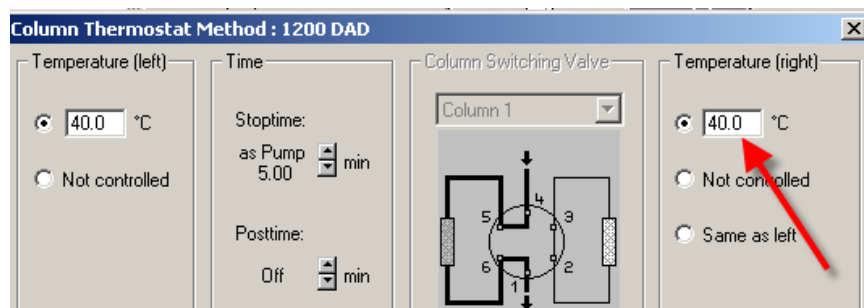 Column Thermostat Method : 1200 DAD
Temperature (left)
40.0 °C
Not controlled
Time
Stoptime:
as Pump
5.00 min
Posttime:
Off min
Column Switching Valve
Column 1
4
5 3
6 2
1
Temperature (right)
40.0 °C
Not controlled
Same as left